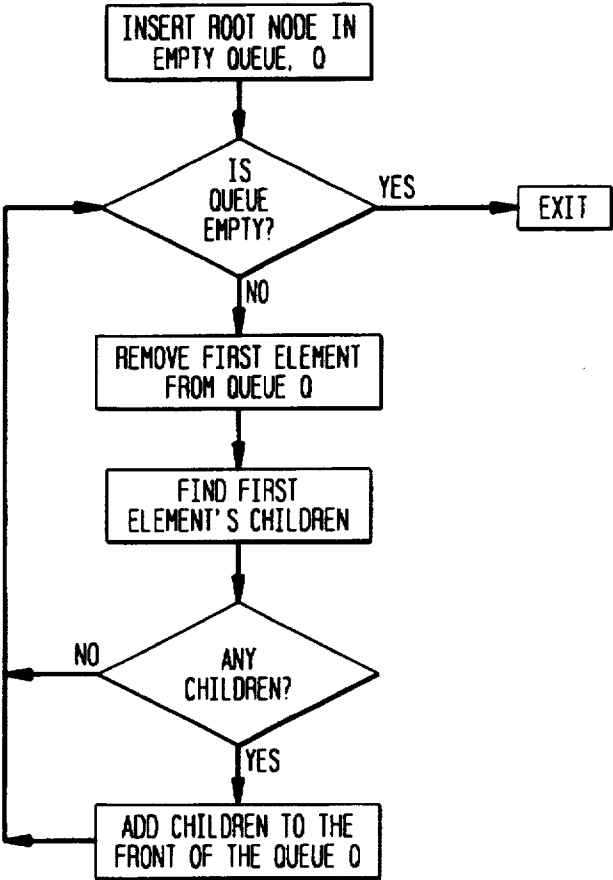 INSERT ROOT NODE IN
EMPTY QUEUE, Q
IS
QUEUE
EMPTY?
YES
EXIT
NO
REMOVE FIRST ELEMENT
FROM QUEUE Q
FIND FIRST
ELEMENT'S CHILDREN
NO
ANY
CHILDREN?
YES
ADD CHILDREN TO THE
FRONT OF THE QUEUE Q